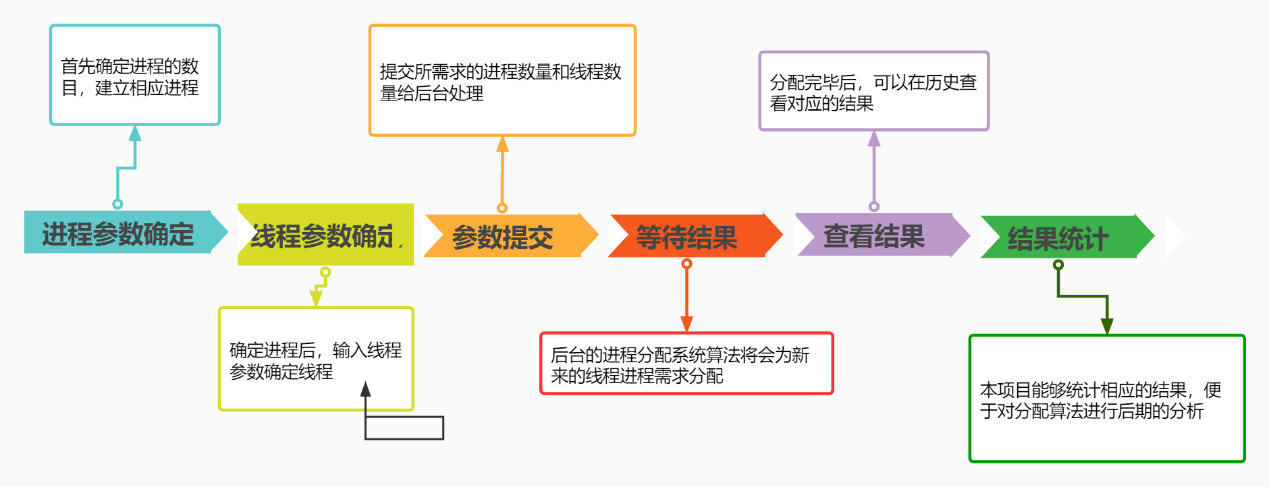 首先确定进程的数
目，建立相应进程
提交所需求的进程数量和线程数
量给后台处理
分配完毕后，可以在历史查
看对应的结果
进程参数确定
线程参数确定
参数提交
等待结果
查看结果
结果统计
确定进程后，输入线程
参数确定线程
后台的进程分配系统算法将会为新
来的线程进程需求分配
本项目能够统计相应的结果，便
于对分配算法进行后期的分析